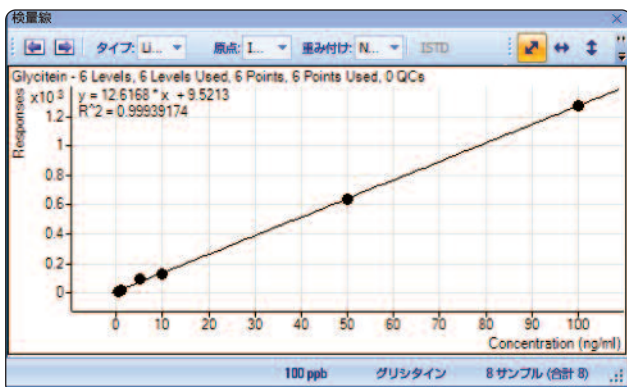 検量線
タイプ: Li... 原点: I... 重み付け: N... ISTD
Glycitein - 6 Levels, 6 Levels Used, 6 Points, 6 Points Used, 0 QCs
x10³
y = 12.6168 * x + 9.5213
R^2 = 0.99939174
Responses
1.2
1
0.8
0.6
0.4
0.2
0
0 10 20 30 40 50 60 70 80 90 100
Concentration (ng/ml)
100 ppb グリシタイン 8 サンプル (合計 8)